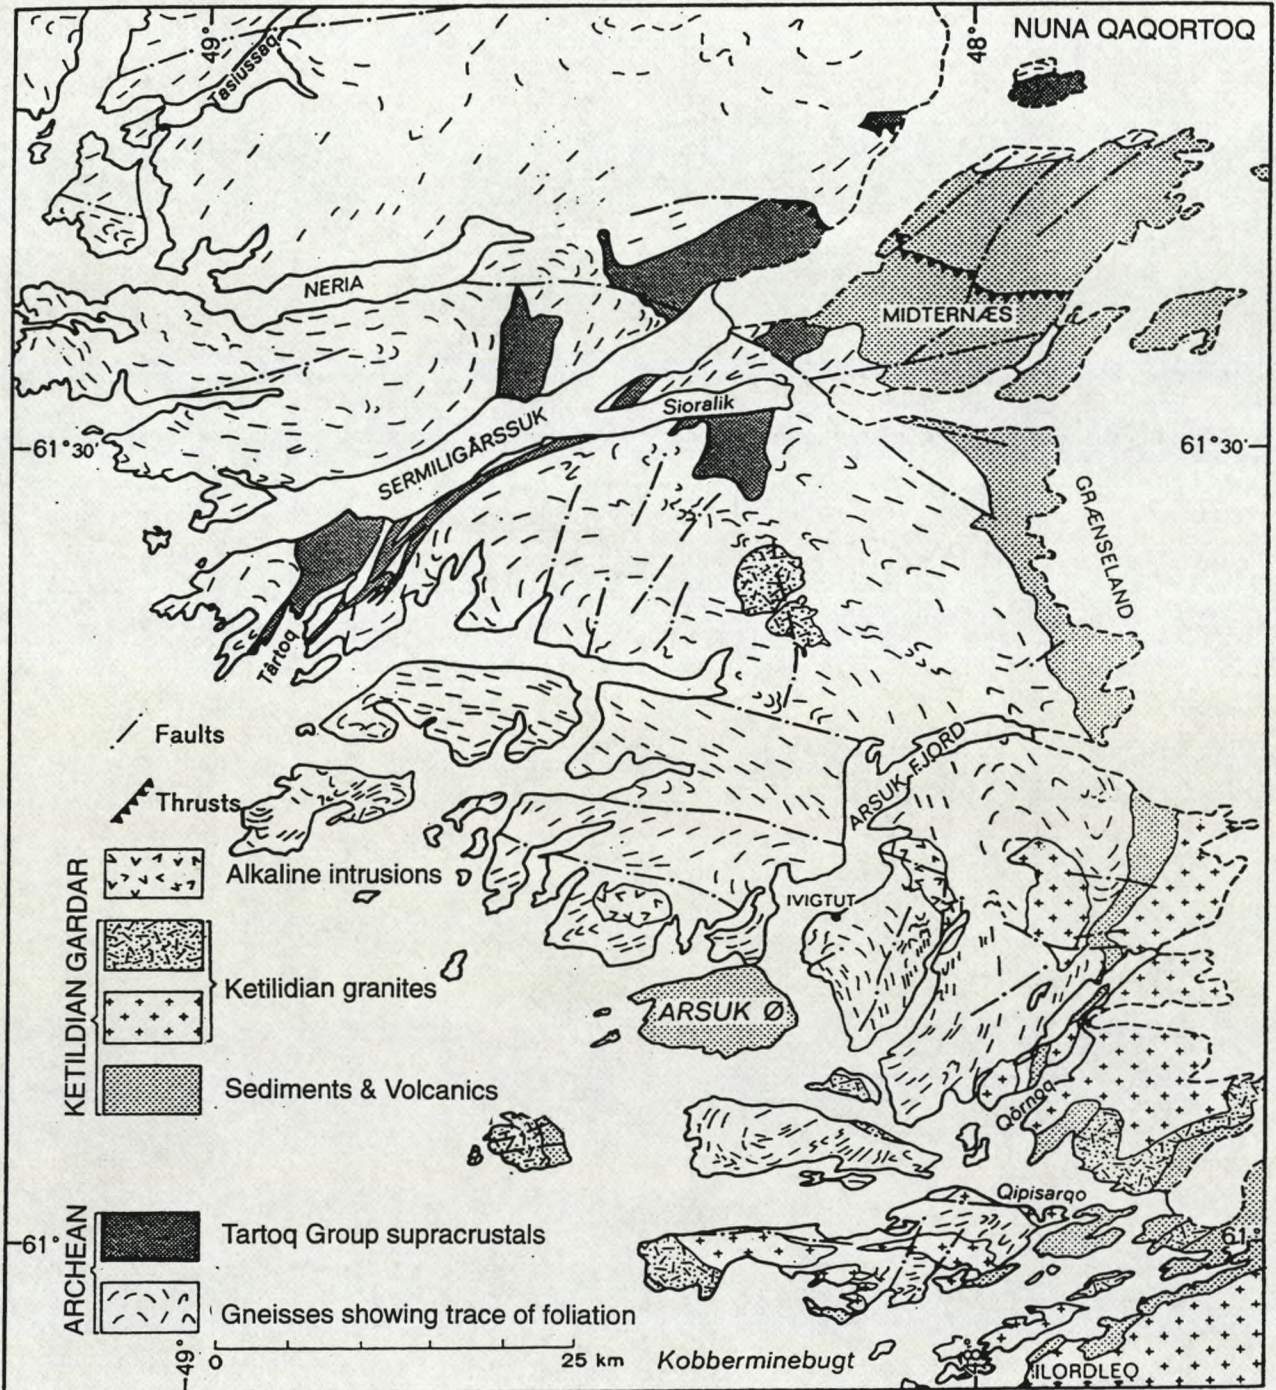 49°
48°
NUNA QAQORTOQ
Tasiussaq
NERIA
MIDTERNÆS
Sioralik
61°30'
SERMILIGÅRSSUK
61°30'
GRÆNSELAND
Târtoq
Faults
ARSUK FJORD
Thrusts
Alkaline intrusions
IVIGTUT
KETILDIAN GARDAR
Ketilidian granites
ARSUK Ø
Sediments & Volcanics
Qôrnoq
Qipisarqo
ARCHEAN
Tartoq Group supracrustals
61°
61°
Gneisses showing trace of foliation
49
0
25 km
Kobberminebugt
ILORDLEQ